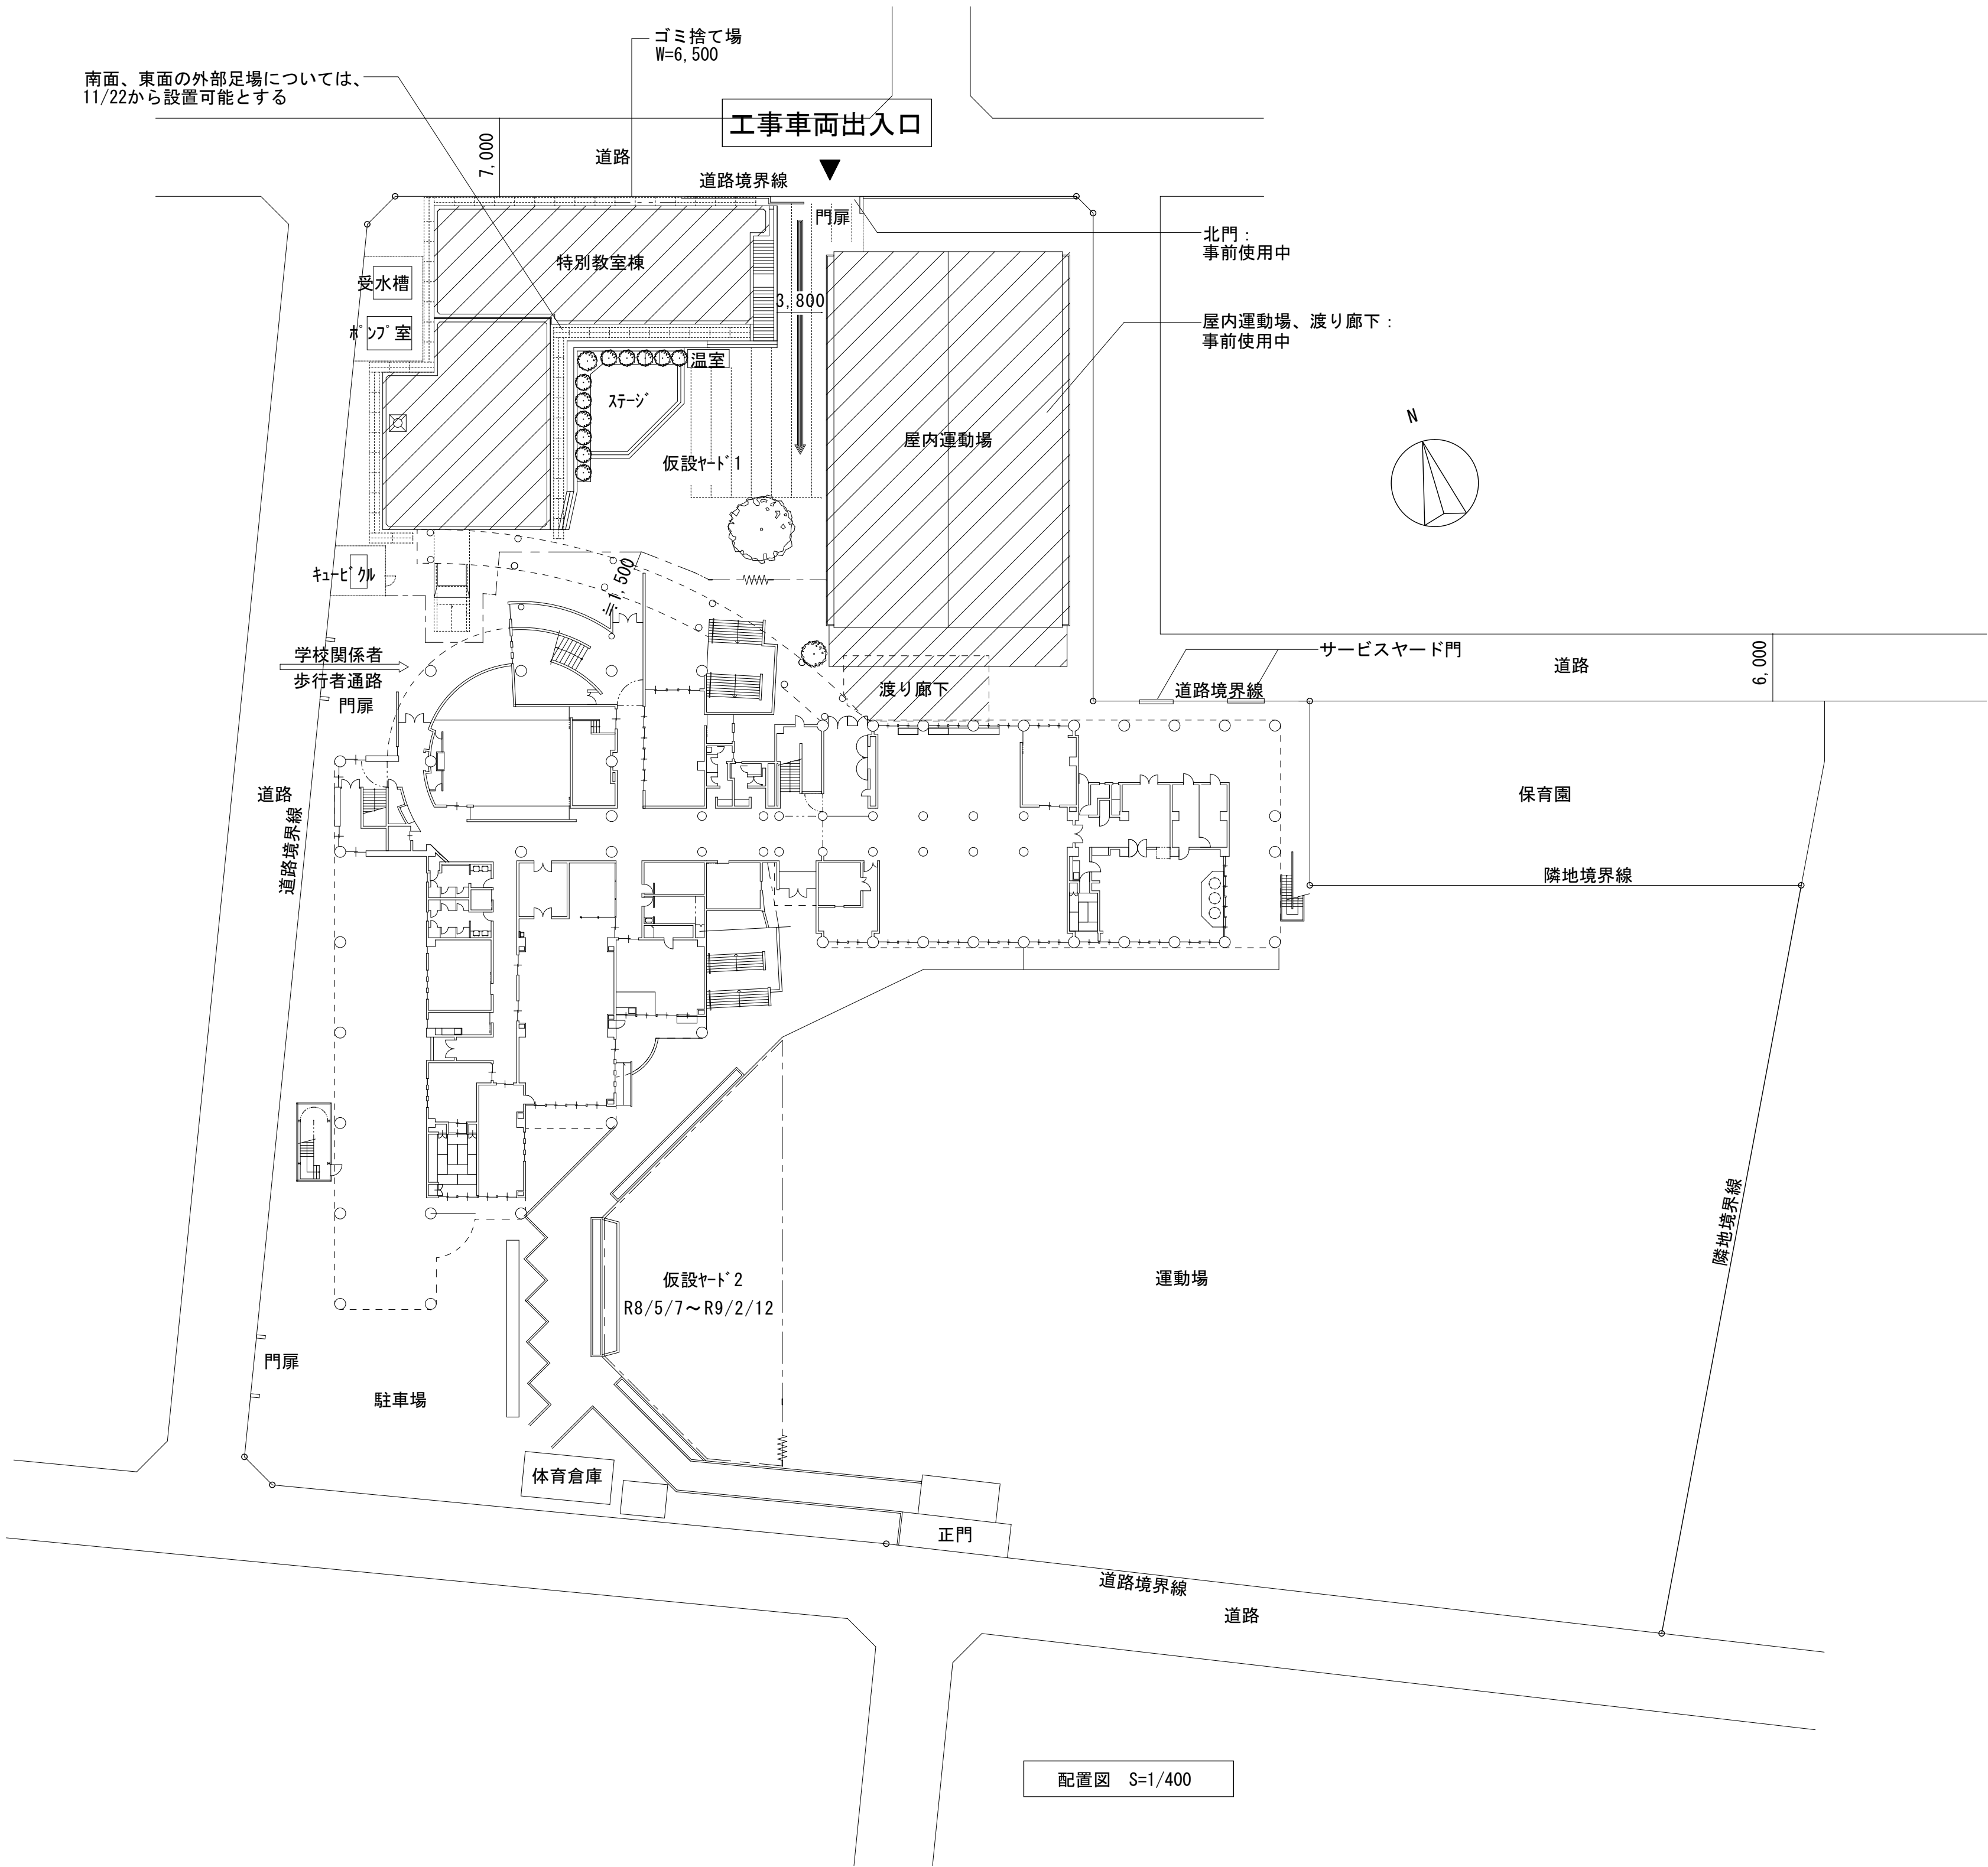 ゴミ捨て場
W=6,500
南面、東面の外部足場については、
11/22から設置可能とする
工事車両出入口
7,000
道路
道路境界線
門扉
北門：
事前使用中
特別教室棟
受水槽
3,800
ﾎﾟﾝﾌﾟ室
屋内運動場、渡り廊下：
事前使用中
温室
ｽﾃｰｼﾞ
N
屋内運動場
仮設ﾔｰﾄﾞ1
ｷｭｰﾋﾞｸﾙ
≒1,500
学校関係者
歩行者通路
門扉
サービスヤード門
道路
6,000
渡り廊下
道路境界線
道路
道路境界線
保育園
隣地境界線
隣地境界線
仮設ﾔｰﾄﾞ2
R8/5/7～R9/2/12
運動場
門扉
駐車場
体育倉庫
正門
道路境界線
道路
配置図　S=1/400